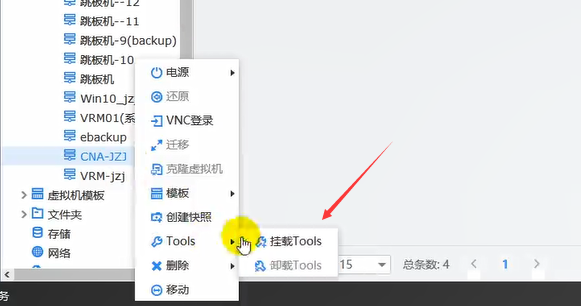 跳板机--12
跳板机--11
跳板机-9(backup)
跳板机-10
跳板机
Win10_jzj
VRM01(系
ebackup
CNA-JZJ
VRM-jzj
虚拟机模板
文件夹
存储
网络
电源
还原
VNC登录
迁移
克隆虚拟机
模板
创建快照
Tools
删除
移动
挂载Tools
卸载Tools
15
总条数: 4
1
务